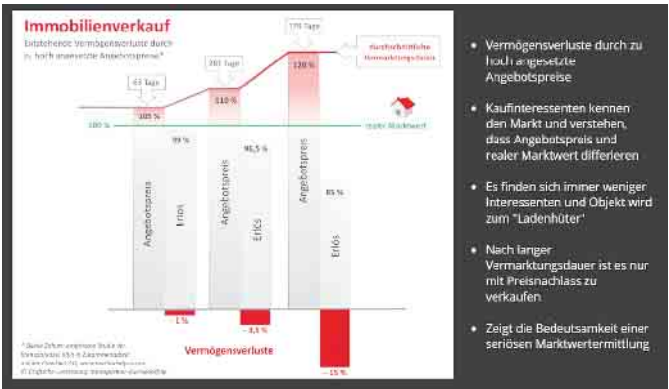 Immobilienverkauf
Entstehende Vermögensverluste durch
zu hoch angesetzte Angebotspreise*
63 Tage
201 Tage
durchschnittliche
Vermarktungsdauer
105 %
110 %
120 %
100 %
realer Marktwert
99 %
96,5 %
85 %
Angebotspreis
Erlös
Angebotspreis
Erlös
Angebotspreis
Erlös
- 1 %
- 3,5 %
- 15 %
Vermögensverluste
• Vermögensverluste durch zu
hoch angesetzte
Angebotspreise
• Kaufinteressenten kennen
den Markt und verstehen,
dass Angebotspreis und
realer Marktwert differieren
• Es finden sich immer weniger
Interessenten und Objekt wird
zum "Ladenhüter"
• Nach langer
Vermarktungsdauer ist es nur
mit Preisnachlass zu
verkaufen
• Zeigt die Bedeutsamkeit einer
seriösen Marktwertermittlung